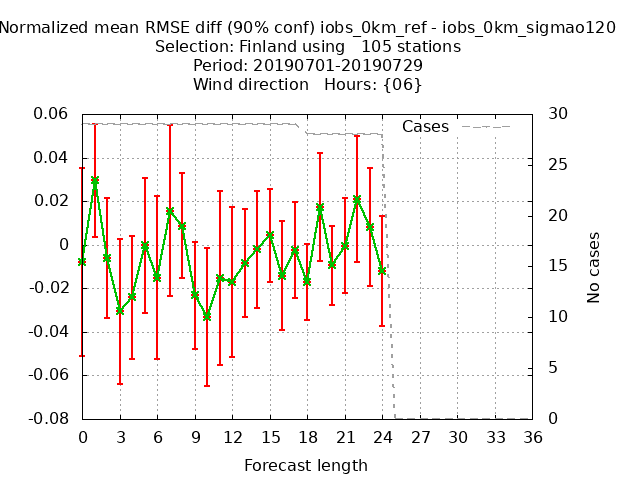 Normalized mean RMSE diff (90% conf) iobs_0km_ref - iobs_0km_sigmao120
Selection: Finland using   105 stations
Period: 20190701-20190729
Wind direction   Hours: {06}
Cases
0.06
0.04
0.02
0
-0.02
-0.04
-0.06
-0.08
30
25
20
15
10
5
0
No cases
0 3 6 9 12 15 18 21 24 27 30 33 36
Forecast length